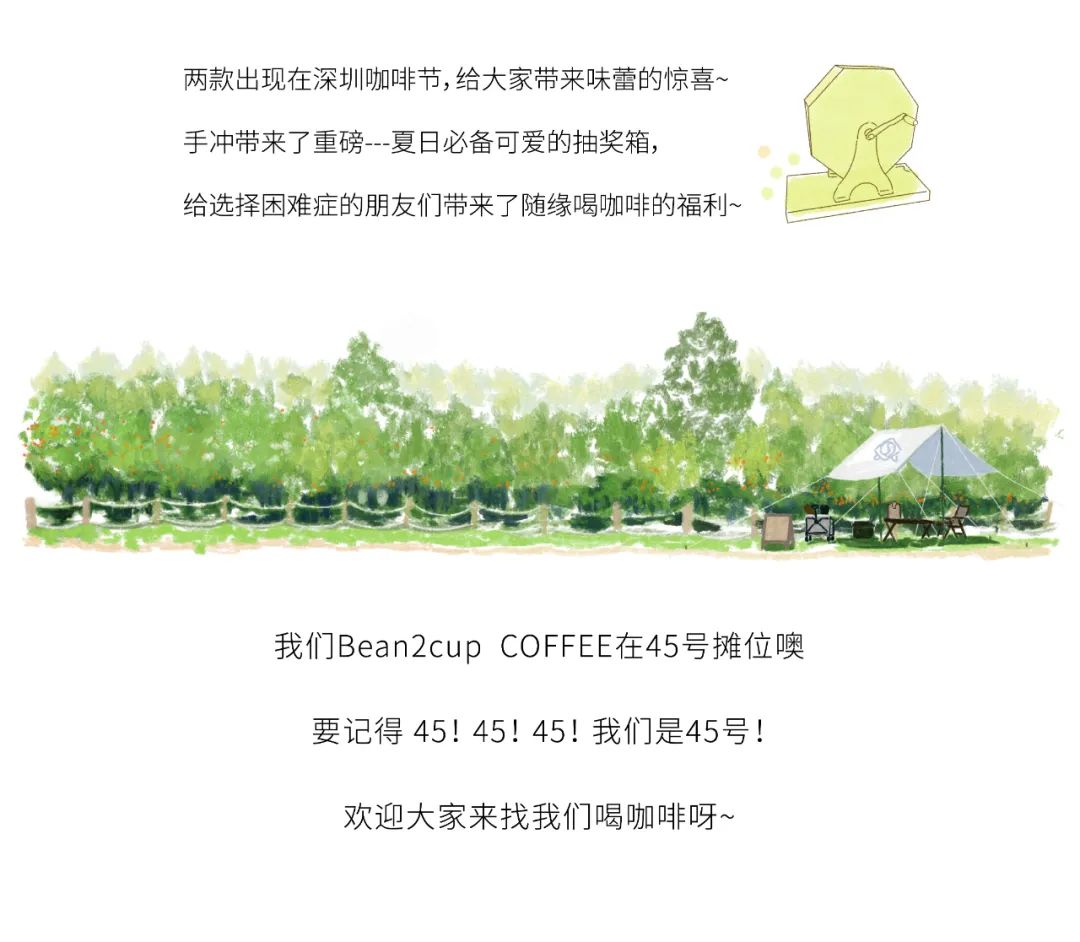 两款出现在深圳咖啡节,给大家带来味蕾的惊喜~
手冲带来了重磅---夏日必备可爱的抽奖箱,
给选择困难症的朋友们带来了随缘喝咖啡的福利~
我们Bean2cup COFFEE在45号摊位噢
要记得 45! 45! 45! 我们是45号!
欢迎大家来找我们喝咖啡呀~